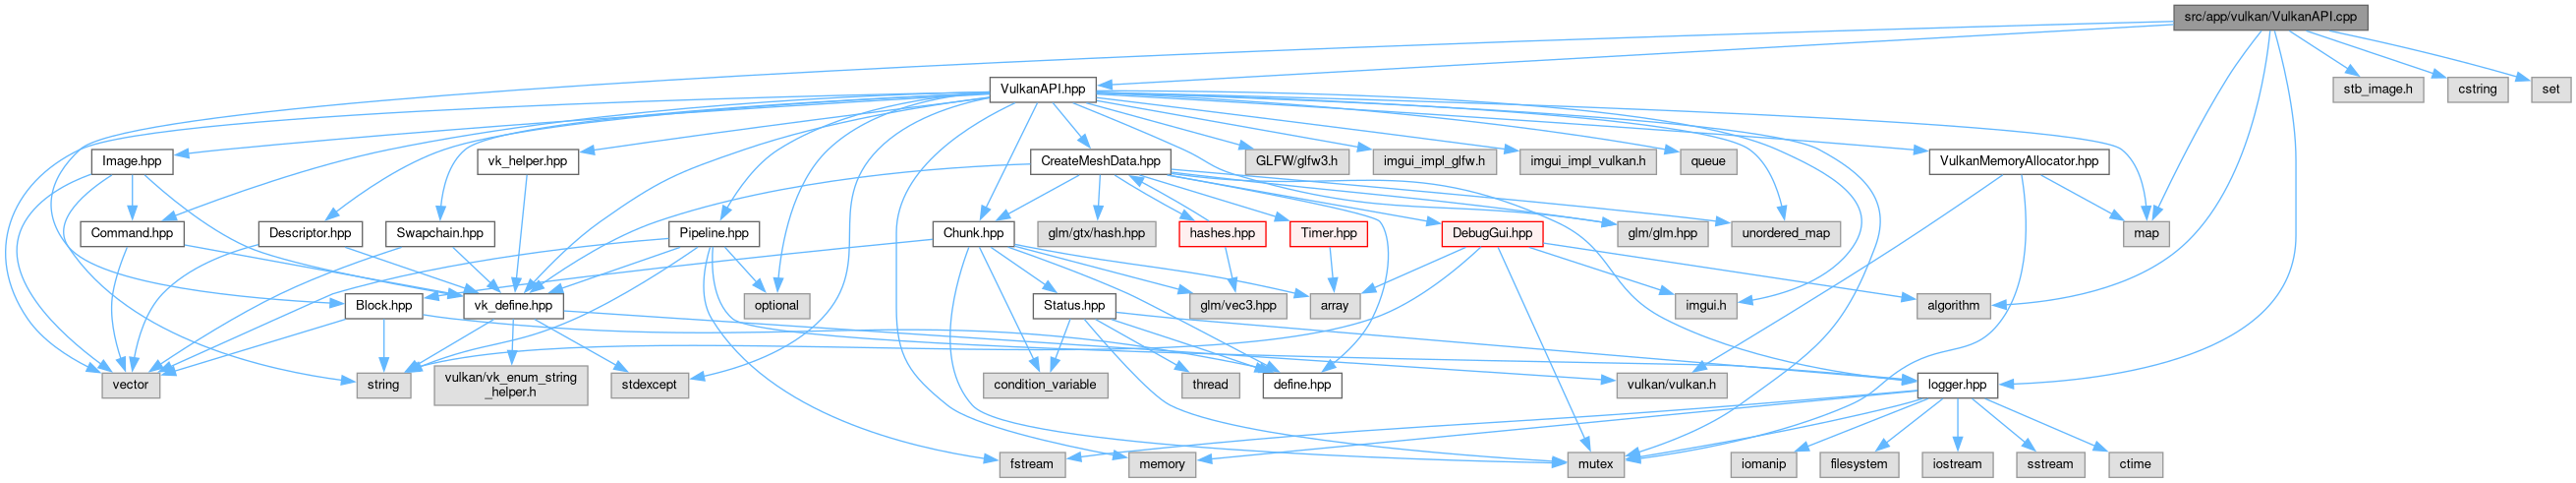 src/app/vulkan/VulkanAPI.cpp
VulkanAPI.hpp
stb_image.h
cstring
set
Image.hpp
vk_helper.hpp
CreateMeshData.hpp
GLFW/glfw3.h
imgui_impl_glfw.h
imgui_impl_vulkan.h
queue
VulkanMemoryAllocator.hpp
Command.hpp
Descriptor.hpp
Swapchain.hpp
Pipeline.hpp
Chunk.hpp
glm/gtx/hash.hpp
hashes.hpp
Timer.hpp
DebugGui.hpp
glm/glm.hpp
unordered_map
map
Block.hpp
vk_define.hpp
optional
Status.hpp
glm/vec3.hpp
array
imgui.h
algorithm
vector
string
vulkan/vk_enum_string
_helper.h
stdexcept
condition_variable
thread
define.hpp
vulkan/vulkan.h
logger.hpp
fstream
memory
mutex
iomanip
filesystem
iostream
sstream
ctime